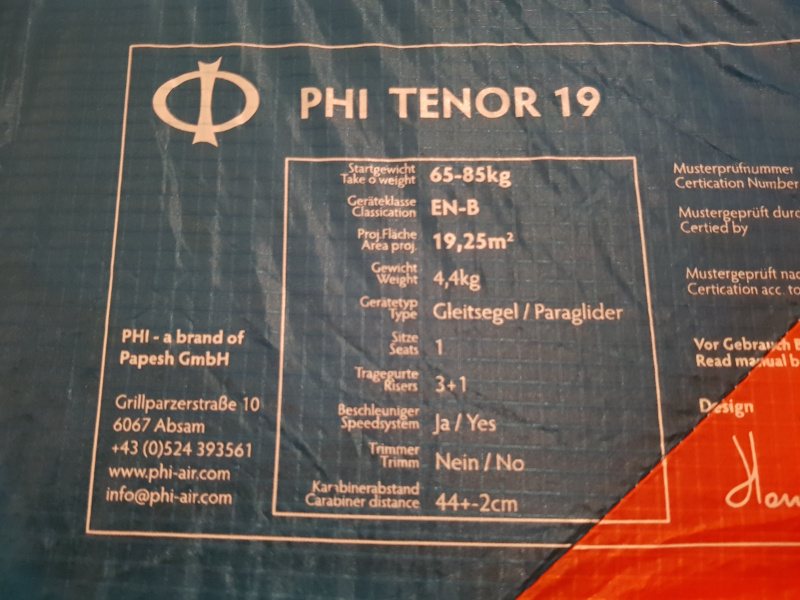 PHI TENOR 19
Startgewicht
Take o weight 65-85kg
Geräteklasse
Classication EN-B
Proj.Fläche
Area proj. 19,25m²
Gewicht
Weight 4,4kg
Gerätetyp
Type Gleitsegel / Paraglider
Sitze
Seats 1
Tragegurte
Risers 3+1
Beschleuniger
Speedsystem Ja / Yes
Trimmer
Trimm Nein / No
Karabinerabstand
Carabiner distance 44+-2cm
PHI - a brand of
Papesh GmbH
Grillparzerstraße 10
6067 Absam
+43 (0)524 393561
www.phi-air.com
info@phi-air.com
Musterprüfnummer
Certication Number
Mustergeprüft durc
Certied by
Mustergeprüft nac
Certication acc. to
Vor Gebrauch
Read manual b
Design